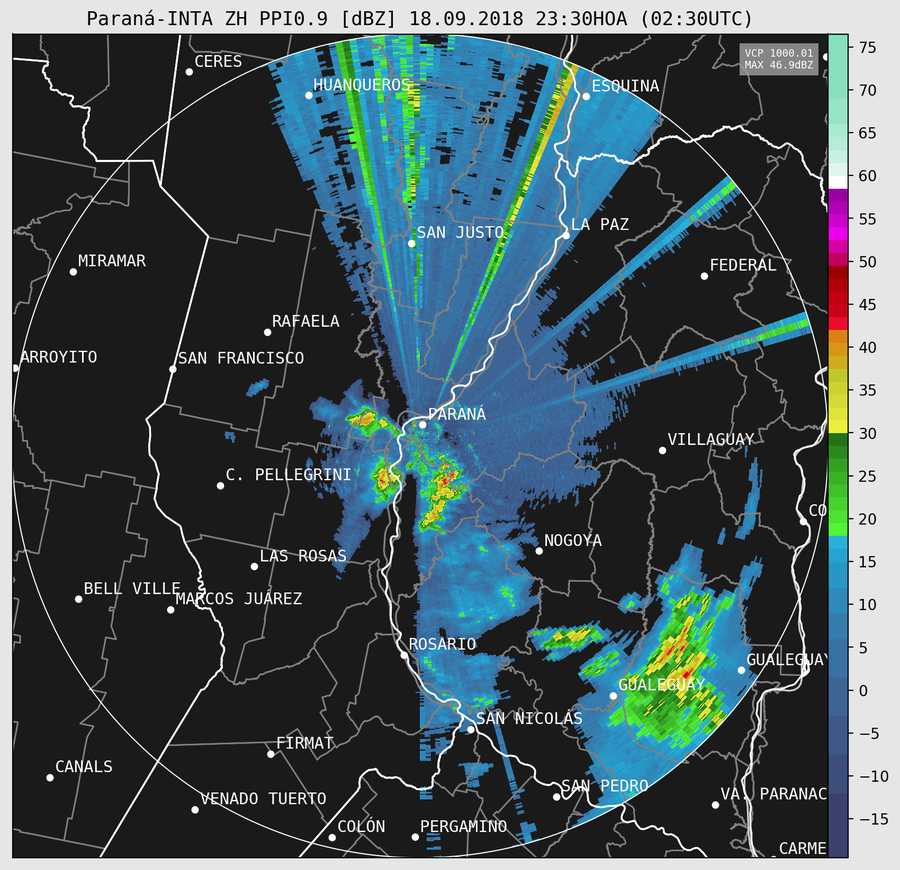 Paraná-INTA ZH PPI0.9 [dBZ] 18.09.2018 23:30HOA (02:30UTC)
VCP 1000.01
MAX 46.9dBZ
CERES
HUANQUEROS
ESQUINA
SAN JUSTO
LA PAZ
MIRAMAR
FEDERAL
RAFAELA
ARROYITO
SAN FRANCISCO
PARANÁ
VILLAGUAY
C. PELLEGRINI
CO
NOGOYA
LAS ROSAS
BELL VILLE
MARCOS JUÁREZ
ROSARIO
GUALEGUAY
GUALEGUAY
SAN NICOLAS
FIRMAT
CANALS
SAN PEDRO
VENADO TUERTO
VA. PARANAC
COLÓN
PERGAMINO
CARME
75
70
65
60
55
50
45
40
35
30
25
20
15
10
5
0
−5
−10
−15